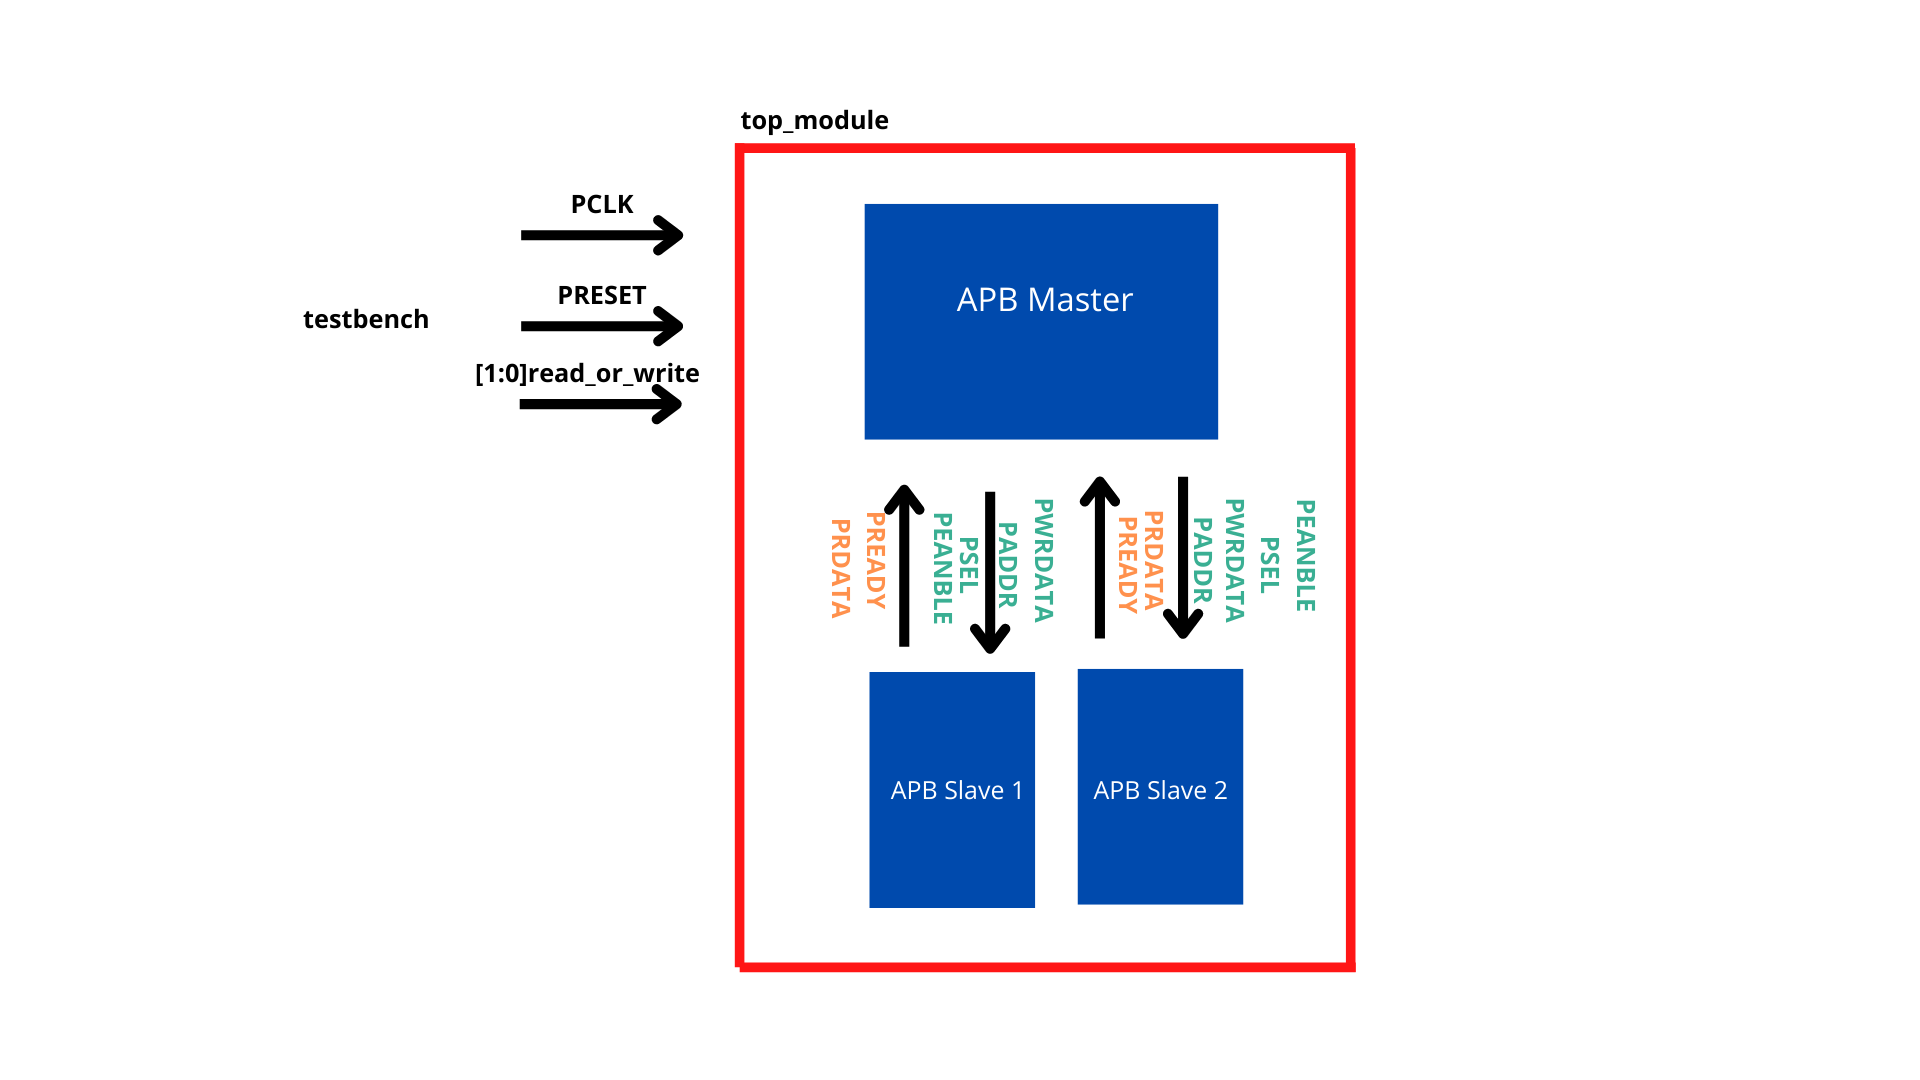 top_module
PCLK
PRESET
testbench
[1:0]read_or_write
APB Master
PRDATA
PREADY
PEANBLE
PSEL
PADDR
PWRDATA
PREADY
PRDATA
PADDR
PWRDATA
PSEL
PEANBLE
APB Slave 1
APB Slave 2